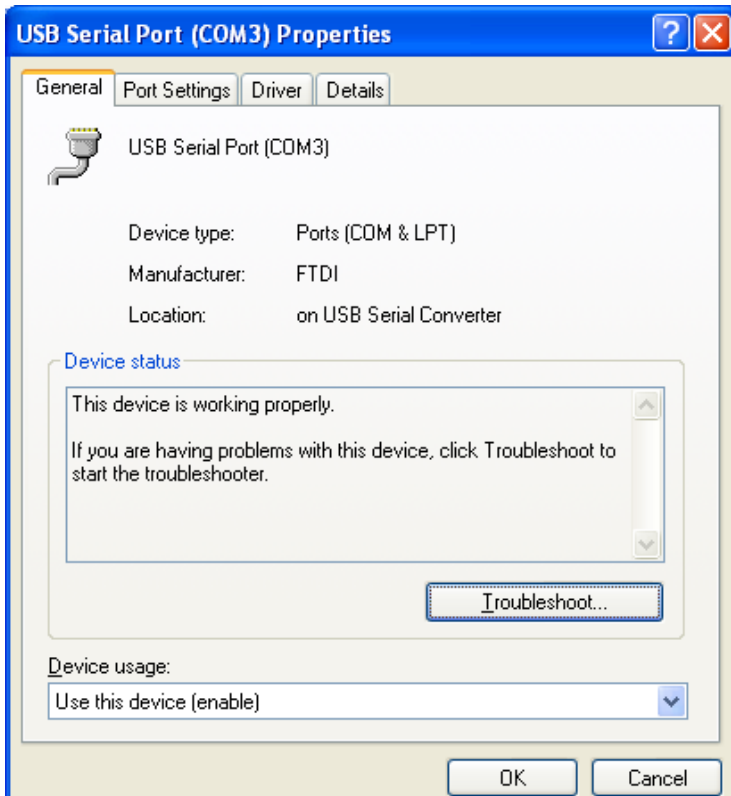 USB Serial Port (COM3) Properties
?
General Port Settings Driver Details
USB Serial Port (COM3)
Device type: Ports (COM & LPT)
Manufacturer: FTDI
Location: on USB Serial Converter
Device status
This device is working properly.
If you are having problems with this device, click Troubleshoot to
start the troubleshooter.
Troubleshoot...
Device usage:
Use this device (enable)
OK Cancel